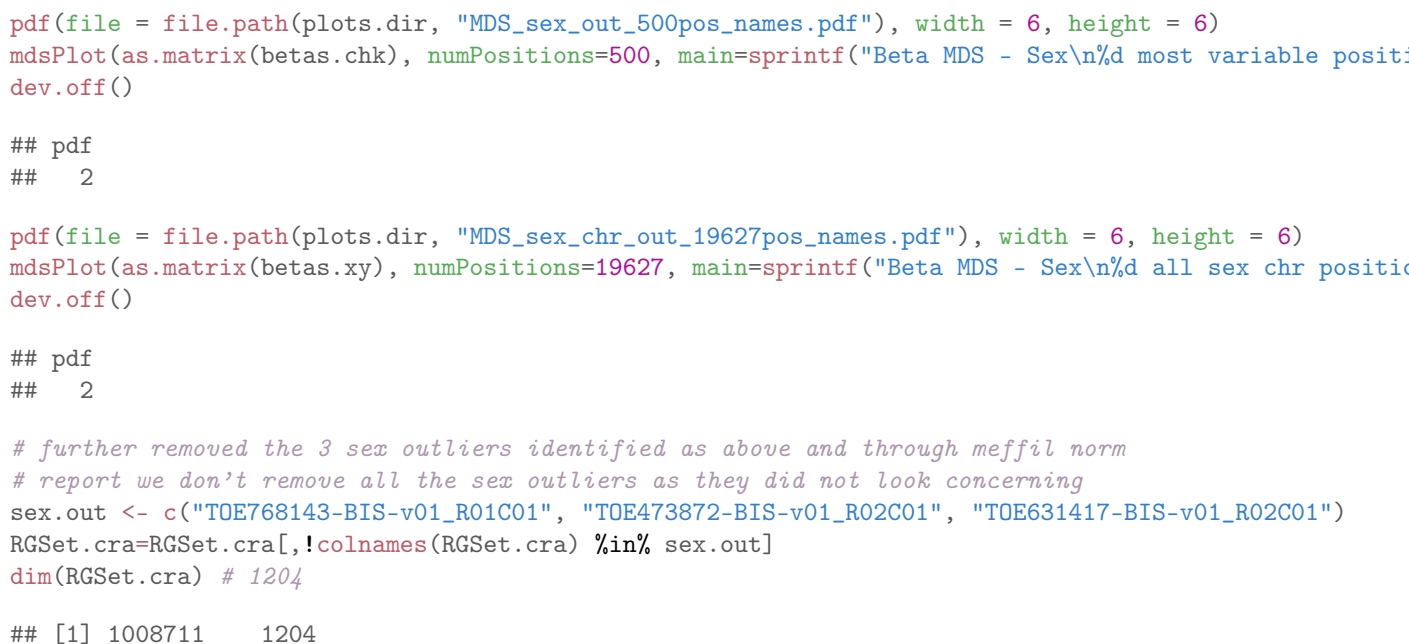 pdf(file = file.path(plots.dir, "MDS_sex_out_500pos_names.pdf"), width = 6, height = 6)
mdsPlot(as.matrix(betas.chk), numPositions=500, main=sprintf("Beta MDS - Sex\n%d most variable
dev.off()
## pdf
## 2
pdf(file = file.path(plots.dir, "MDS_sex_chr_out_19627pos_names.pdf"), width = 6, height = 6)
mdsPlot(as.matrix(betas.xy), numPositions=19627, main=sprintf("Beta MDS - Sex\n%d all sex chr
dev.off()
## pdf
## 2
# further removed the 3 sex outliers identified as above and through meffil norm
# report we don't remove all the sex outliers as they did not look concerning
sex.out <- c("TOE768143-BIS-v01_R01C01", "TOE473872-BIS-v01_R02C01", "TOE631417-BIS-v01_R02C01")
RGSet.cra=RGSet.cra[,!colnames(RGSet.cra) %in% sex.out]
dim(RGSet.cra) # 1204
## [1] 1008711 1204